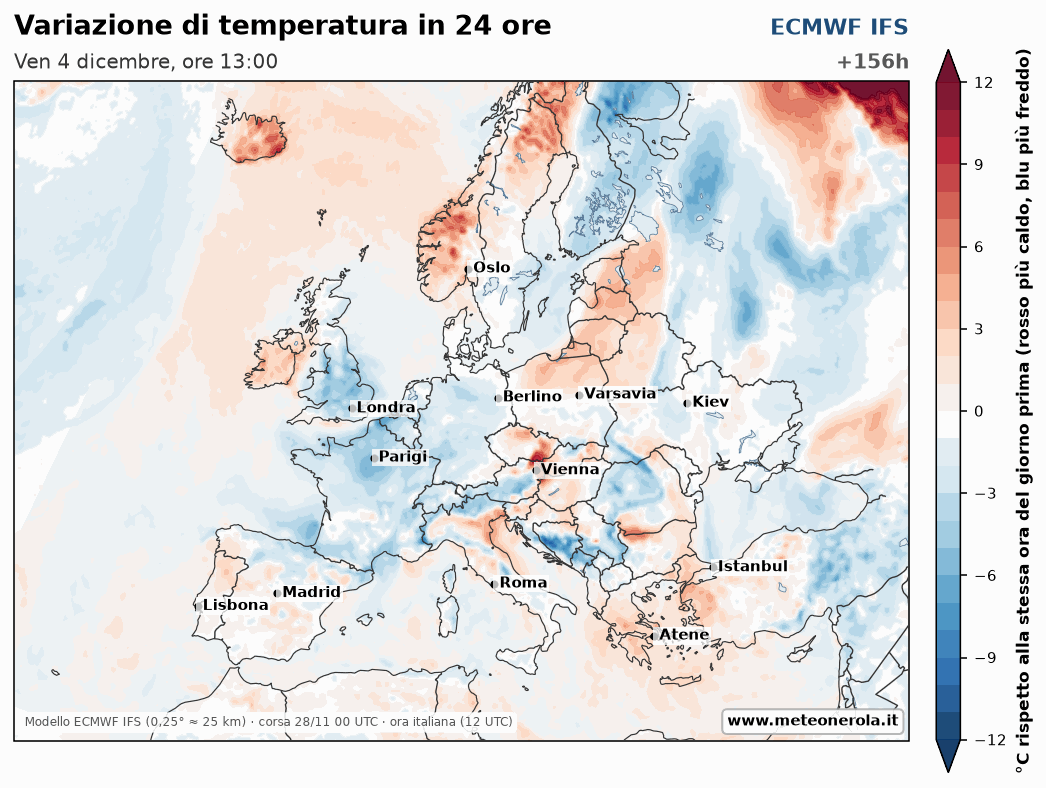 Variazione di temperatura in 24 ore
ECMWF IFS
Ven 4 dicembre, ore 13:00
+156h
Oslo
Londra
Berlino
Varsavia
Kiev
Parigi
Vienna
Istanbul
Roma
Madrid
Lisbona
Atene
Modello ECMWF IFS (0,25° ≈ 25 km) · corsa 28/11 00 UTC · ora italiana (12 UTC)
www.meteonerola.it
12
9
6
3
0
−3
−6
−9
−12
°C rispetto alla stessa ora del giorno prima (rosso più caldo, blu più freddo)